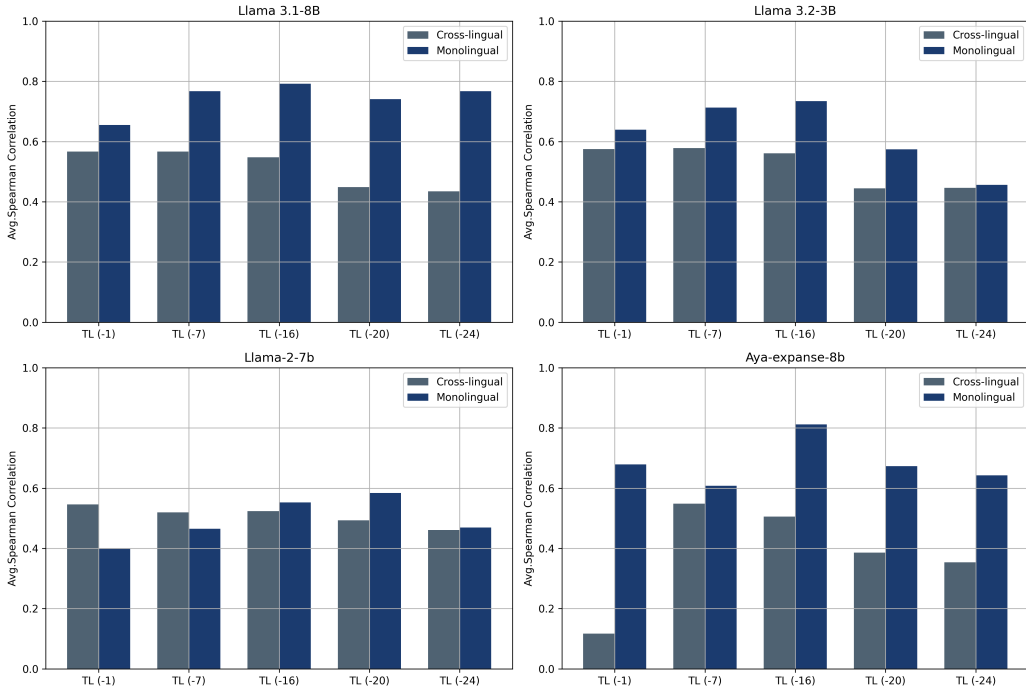 Llama 3.1-8B
1.0
0.8
0.6
0.4
0.2
0.0
Avg.Spearman Correlation
Cross-lingual
Monolingual
TL (-1) TL (-7) TL (-16) TL (-20) TL (-24)
Llama 3.2-3B
1.0
0.8
0.6
0.4
0.2
0.0
Avg.Spearman Correlation
Cross-lingual
Monolingual
TL (-1) TL (-7) TL (-16) TL (-20) TL (-24)
Llama-2-7b
1.0
0.8
0.6
0.4
0.2
0.0
Avg.Spearman Correlation
Cross-lingual
Monolingual
TL (-1) TL (-7) TL (-16) TL (-20) TL (-24)
Aya-expanse-8b
1.0
0.8
0.6
0.4
0.2
0.0
Avg.Spearman Correlation
Cross-lingual
Monolingual
TL (-1) TL (-7) TL (-16) TL (-20) TL (-24)